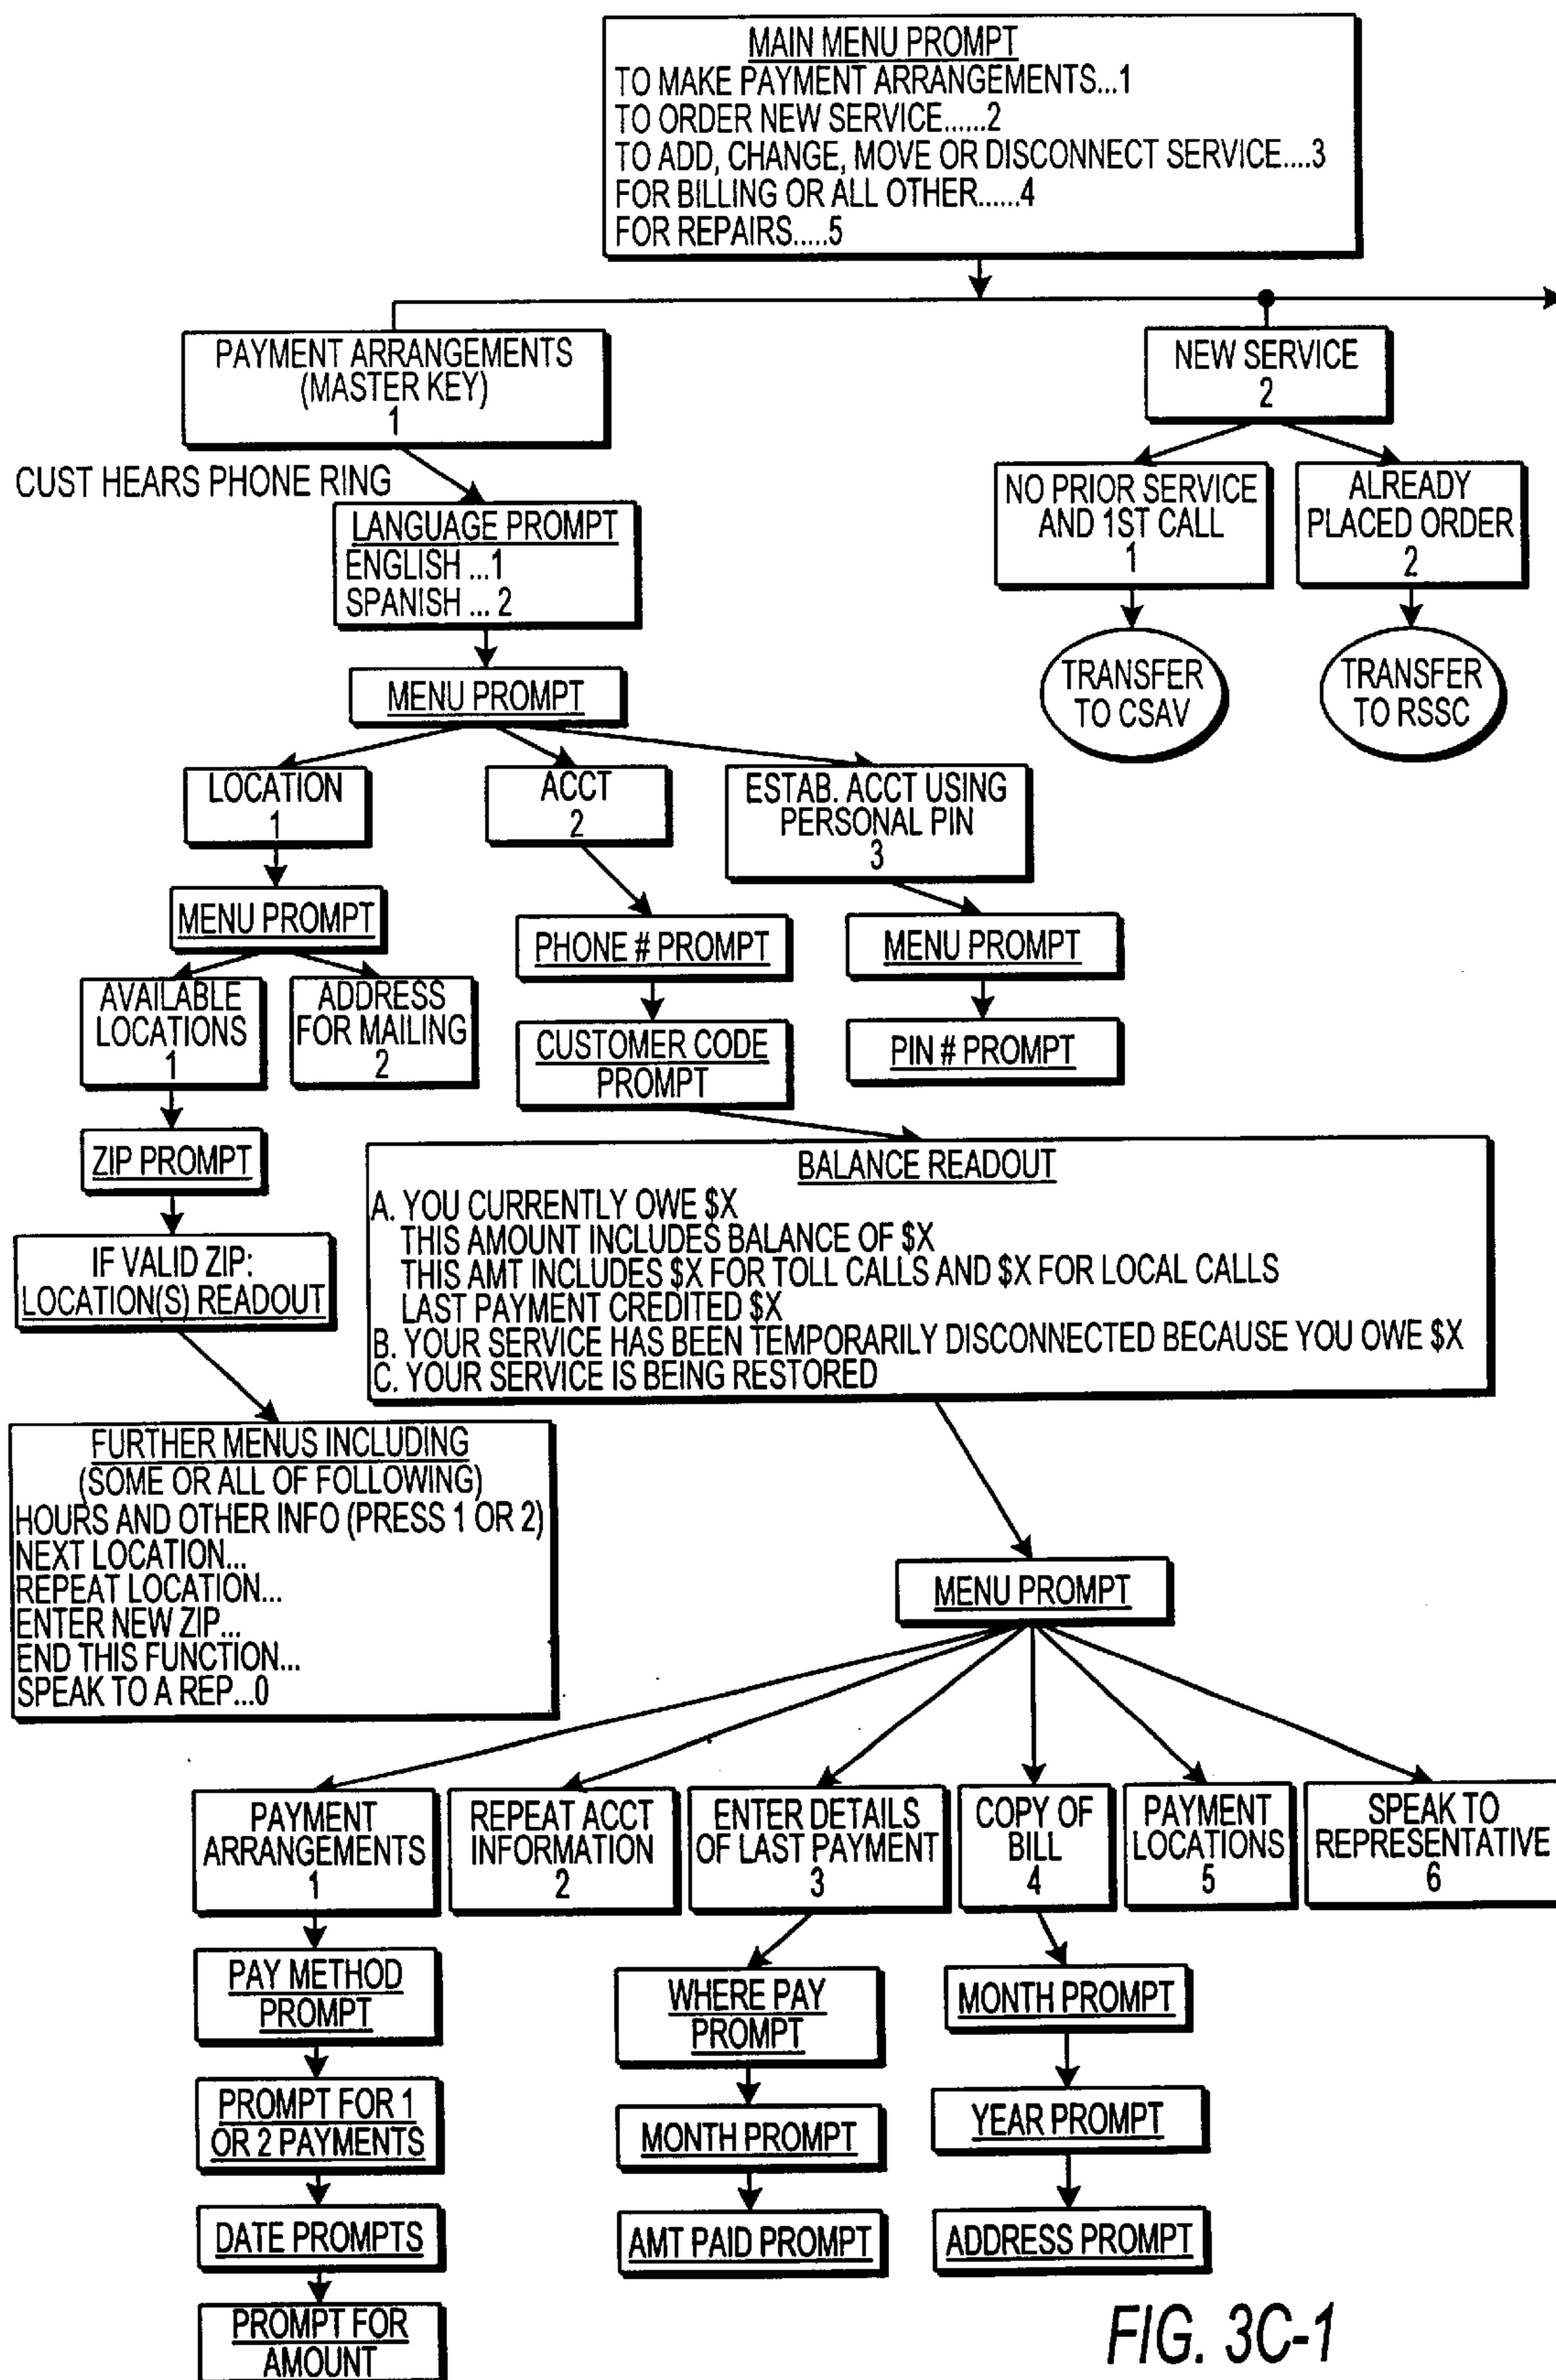 MAIN MENU PROMPT
TO MAKE PAYMENT ARRANGEMENTS...1
TO ORDER NEW SERVICE......2
TO ADD, CHANGE, MOVE OR DISCONNECT SERVICE....3
FOR BILLING OR ALL OTHER......4
FOR REPAIRS.....5
PAYMENT ARRANGEMENTS
(MASTER KEY)
1
NEW SERVICE
2
CUST HEARS PHONE RING
LANGUAGE PROMPT
ENGLISH ...1
SPANISH ... 2
NO PRIOR SERVICE
AND 1ST CALL
1
ALREADY
PLACED ORDER
2
TRANSFER
TO CSAV
TRANSFER
TO RSSC
MENU PROMPT
LOCATION
1
ACCT
2
ESTAB. ACCT USING
PERSONAL PIN
3
MENU PROMPT
PHONE # PROMPT
MENU PROMPT
AVAILABLE
LOCATIONS
1
ADDRESS
FOR MAILING
2
CUSTOMER CODE
PROMPT
PIN # PROMPT
ZIP PROMPT
IF VALID ZIP:
LOCATION(S) READOUT
BALANCE READOUT
A. YOU CURRENTLY OWE $X
THIS AMOUNT INCLUDES BALANCE OF $X
THIS AMT INCLUDES $X FOR TOLL CALLS AND $X FOR LOCAL CALLS
LAST PAYMENT CREDITED $X
B. YOUR SERVICE HAS BEEN TEMPORARILY DISCONNECTED BECAUSE YOU OWE $X
C. YOUR SERVICE IS BEING RESTORED
FURTHER MENUS INCLUDING
(SOME OR ALL OF FOLLOWING)
HOURS AND OTHER INFO (PRESS 1 OR 2)
NEXT LOCATION...
REPEAT LOCATION...
ENTER NEW ZIP...
END THIS FUNCTION...
SPEAK TO A REP...0
MENU PROMPT
PAYMENT
ARRANGEMENTS
1
REPEAT ACCT
INFORMATION
2
ENTER DETAILS
OF LAST PAYMENT
3
COPY OF
BILL
4
PAYMENT
LOCATIONS
5
SPEAK TO
REPRESENTATIVE
6
PAY METHOD
PROMPT
PROMPT FOR 1
OR 2 PAYMENTS
DATE PROMPTS
PROMPT FOR
AMOUNT
WHERE PAY
PROMPT
MONTH PROMPT
AMT PAID PROMPT
MONTH PROMPT
YEAR PROMPT
ADDRESS PROMPT
FIG. 3C-1